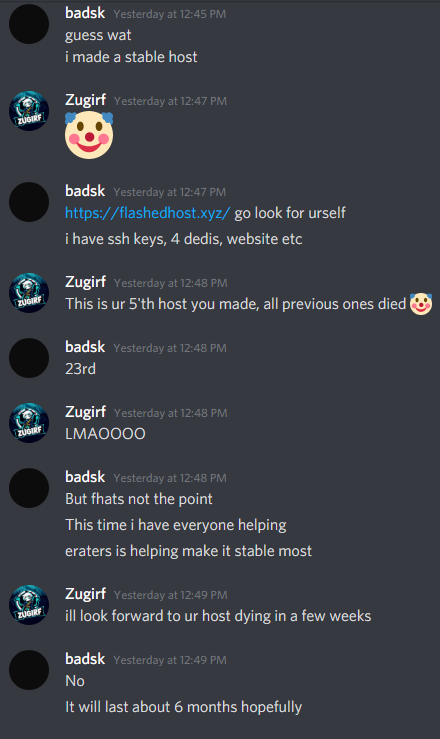 badsk Yesterday at 12:45 PM
guess wat
i made a stable host
Zugirf Yesterday at 12:47 PM
ZUGIRF
badsk Yesterday at 12:47 PM
https://flashedhost.xyz/ go look for urself
i have ssh keys, 4 dedis, website etc
Zugirf Yesterday at 12:48 PM
ZUGIRF
This is ur 5'th host you made, all previous ones died
badsk Yesterday at 12:48 PM
23rd
Zugirf Yesterday at 12:48 PM
ZUGIRF
LMAOOOO
badsk Yesterday at 12:48 PM
But fhats not the point
This time i have everyone helping
eraters is helping make it stable most
Zugirf Yesterday at 12:49 PM
ZUGIRF
ill look forward to ur host dying in a few weeks
badsk Yesterday at 12:49 PM
No
It will last about 6 months hopefully